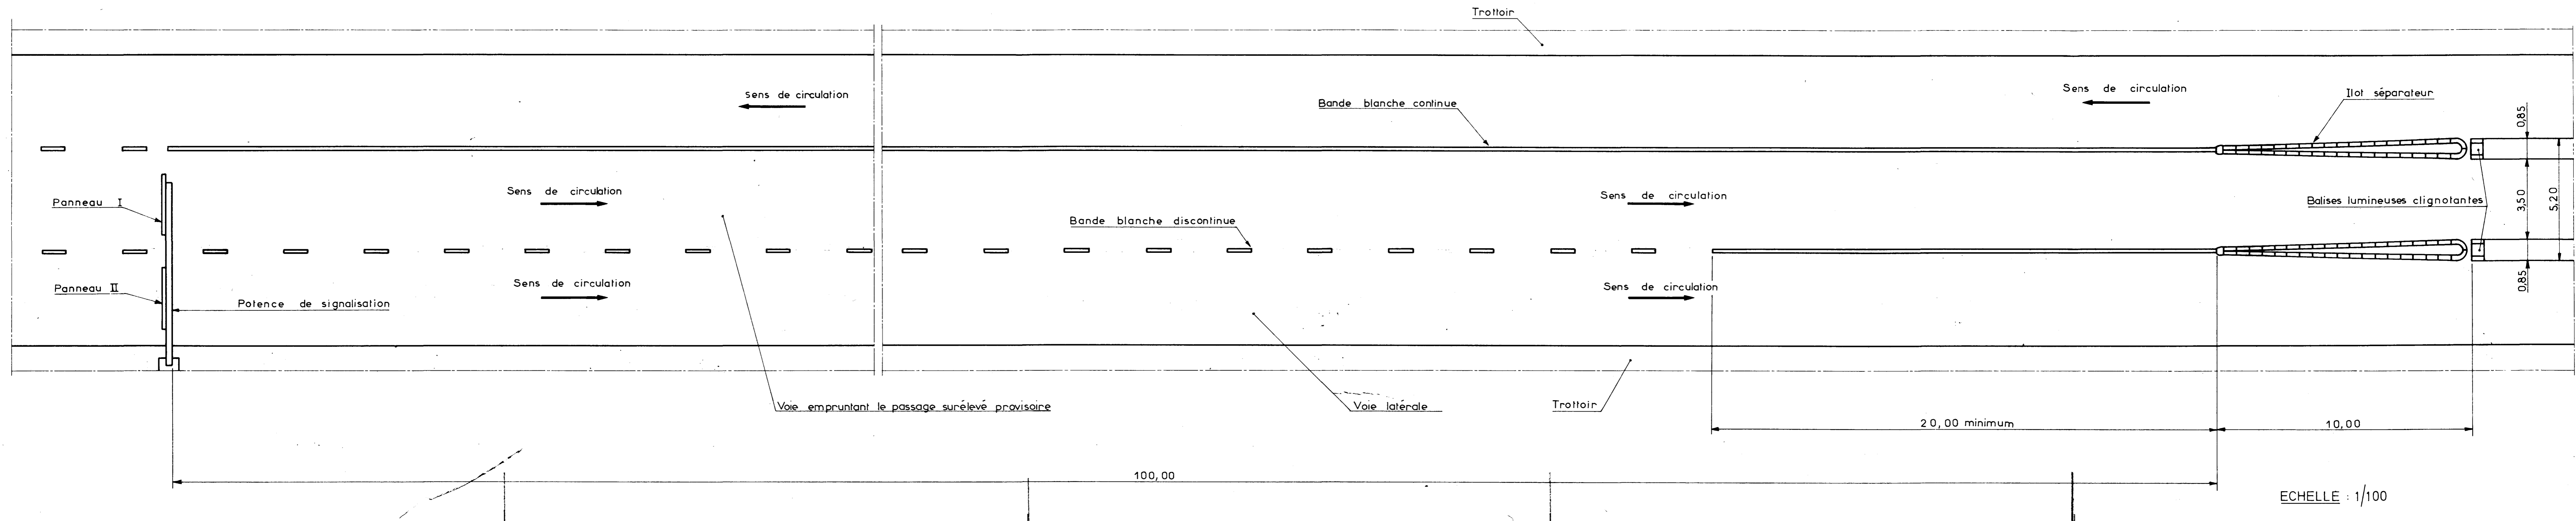 Trottoir
Sens de circulation
Sens de circulation
Bande blanche continue
Ilot séparateur
0,85
Sens de circulation
Sens de circulation
Panneau I
Balises lumineuses clignotantes
3,50
5,20
Bande blanche discontinue
Panneau II
Sens de circulation
Sens de circulation
0,85
Potence de signalisation
Voie empruntant le passage surélevé provisoire
Voie latérale
Trottoir
20,00 minimum
10,00
100,00
ECHELLE : 1/100